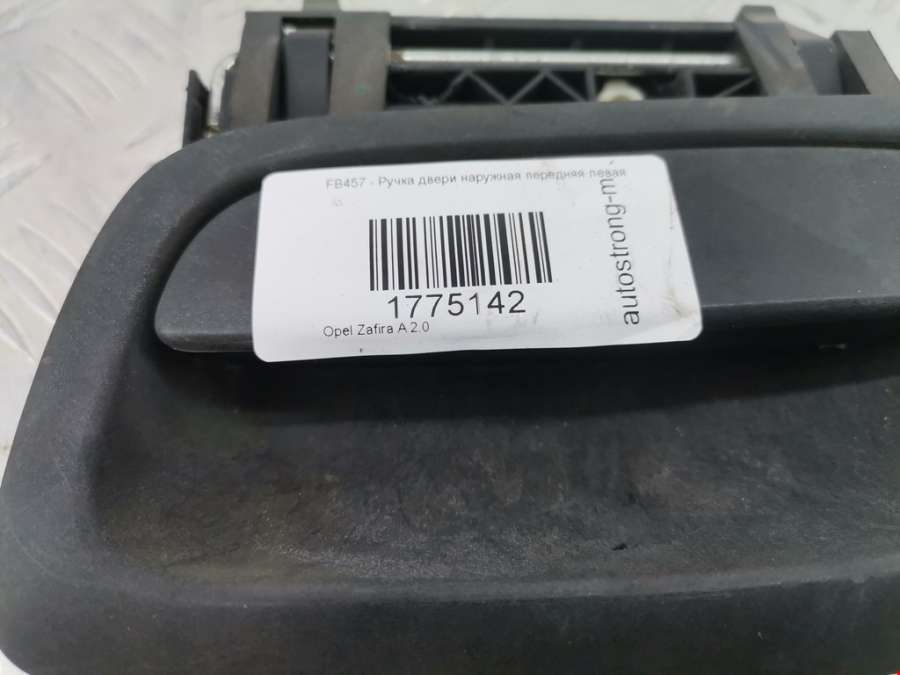 FB457 - Ручка двери наружная передняя левая
1775142
Opel Zafira A 2.0
autostrong-m